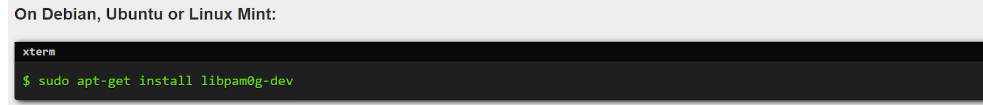 On Debian, Ubuntu or Linux Mint:
xterm
$ sudo apt-get install libpam0g-dev